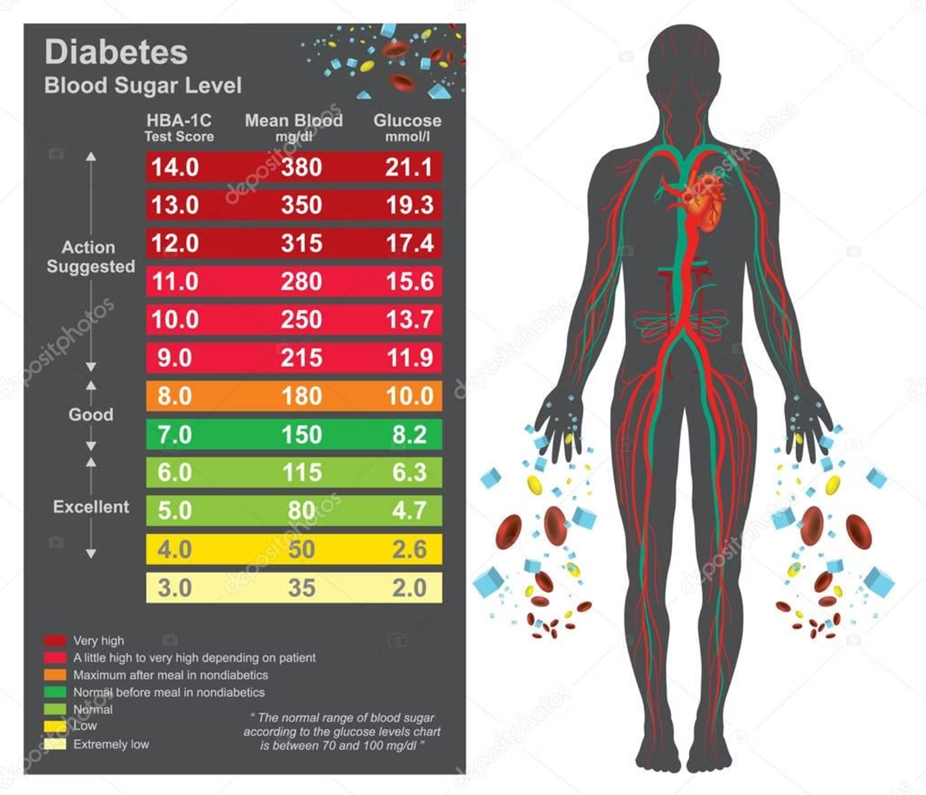 Diabetes
Blood Sugar Level
HBA-1C Mean Blood Glucose
Test Score mg/dl mmol/l
14.0 380 21.1
13.0 350 19.3
12.0 315 17.4
Action
Suggested
11.0 280 15.6
10.0 250 13.7
9.0 215 11.9
8.0 180 10.0
Good
7.0 150 8.2
6.0 115 6.3
Excellent
5.0 80 4.7
4.0 50 2.6
3.0 35 2.0
Very high
A little high to very high depending on patient
Maximum after meal in nondiabetics
Normal before meal in nondiabetics
Normal
Low
Extremely low
“ The normal range of blood sugar
according to the glucose levels chart
is between 70 and 100 mg/dl ”
depositphotos
depositphotos
depositphotos
depositphotos